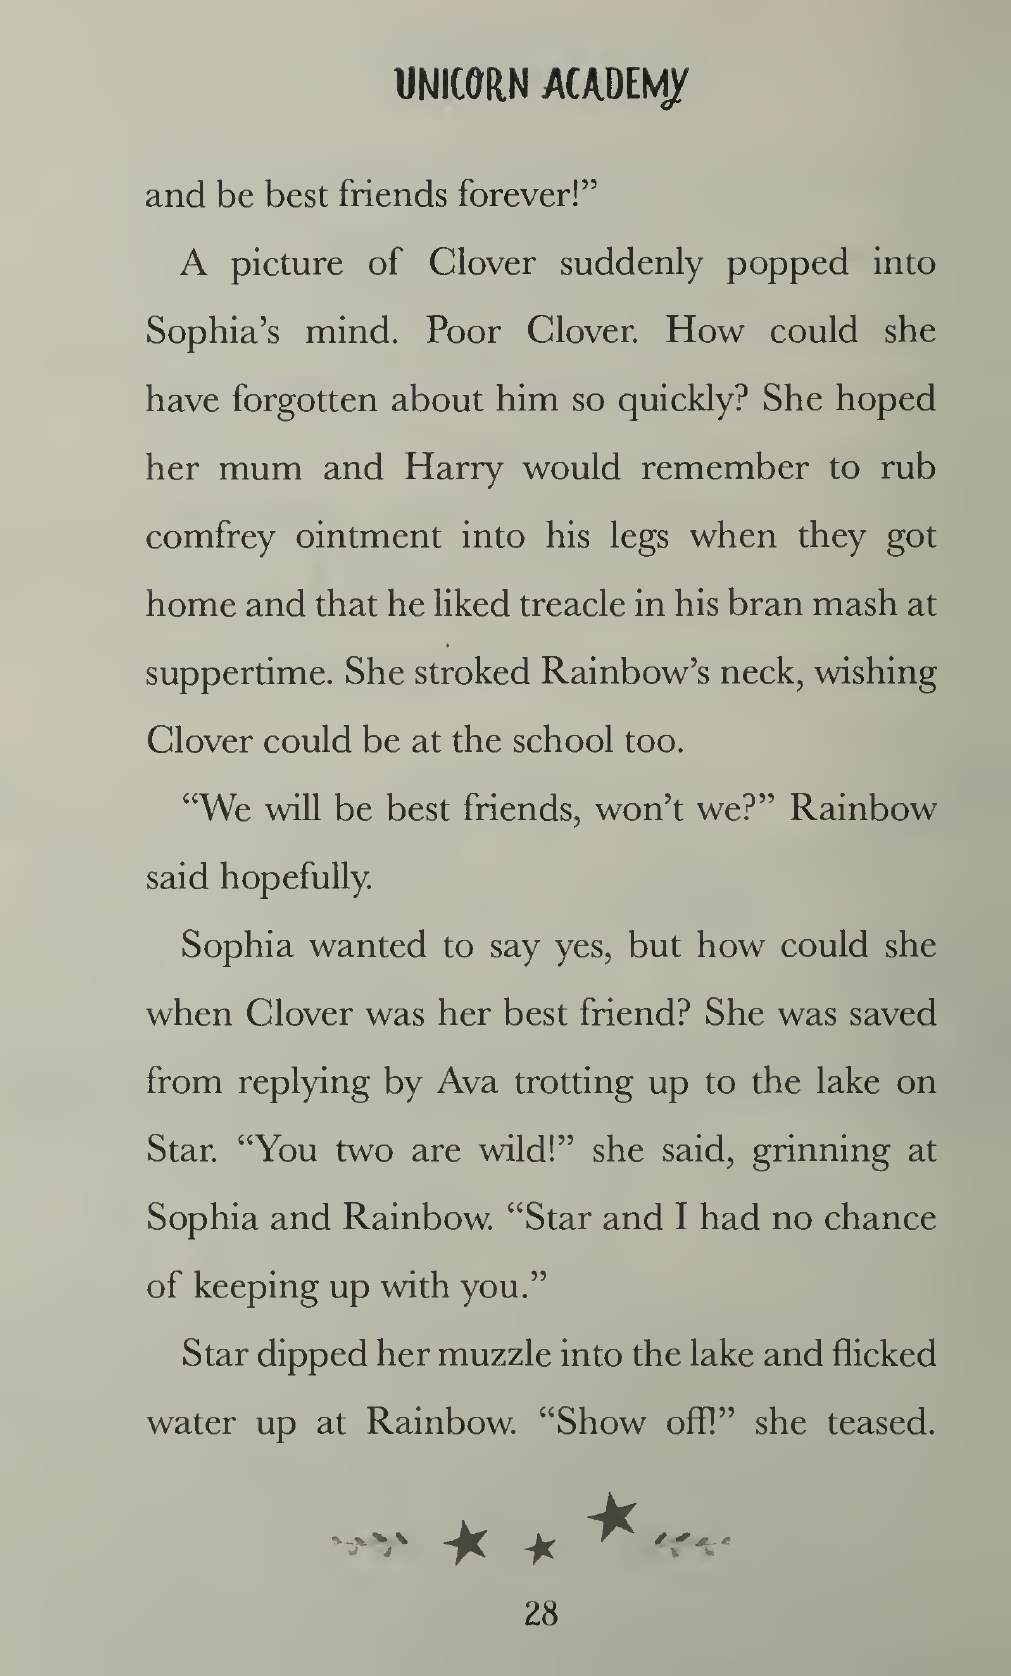 UNICORN ACADEMY
and be best friends forever!”
A picture of Clover suddenly popped into
Sophia’s mind. Poor Clover. How could she
have forgotten about him so quickly? She hoped
her mum and Harry would remember to rub
comfrey ointment into his legs when they got
home and that he liked treacle in his bran mash at
suppertime. She stroked Rainbow’s neck, wishing
Clover could be at the school too.
“We will be best friends, won’t we?” Rainbow
said hopefully.
Sophia wanted to say yes, but how could she
when Clover was her best friend? She was saved
from replying by Ava trotting up to the lake on
Star. “You two are wild!” she said, grinning at
Sophia and Rainbow. “Star and I had no chance
of keeping up with you.”
Star dipped her muzzle into the lake and flicked
water up at Rainbow. “Show off!” she teased.
28